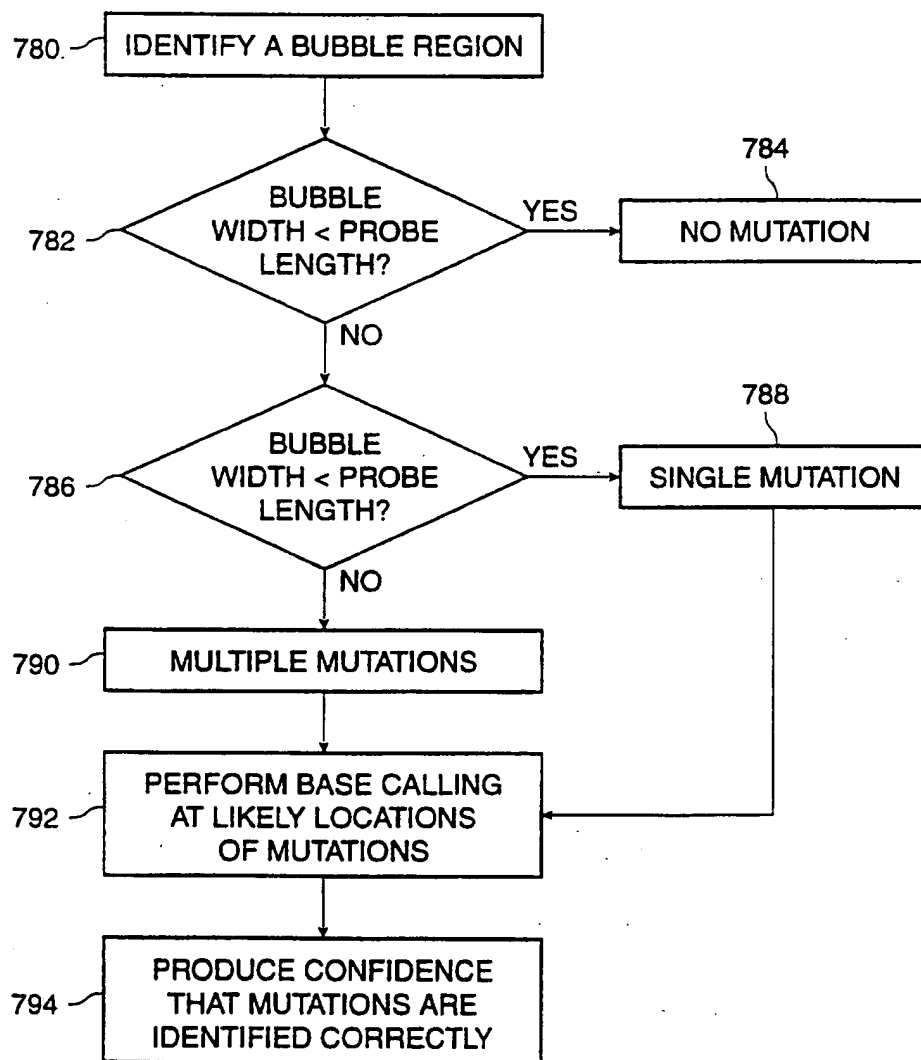 780.
IDENTIFY A BUBBLE REGION
782
BUBBLE
WIDTH < PROBE
LENGTH?
YES
784
NO MUTATION
NO
786
BUBBLE
WIDTH < PROBE
LENGTH?
YES
788
SINGLE MUTATION
NO
790
MULTIPLE MUTATIONS
792
PERFORM BASE CALLING
AT LIKELY LOCATIONS
OF MUTATIONS
794
PRODUCE CONFIDENCE
THAT MUTATIONS ARE
IDENTIFIED CORRECTLY